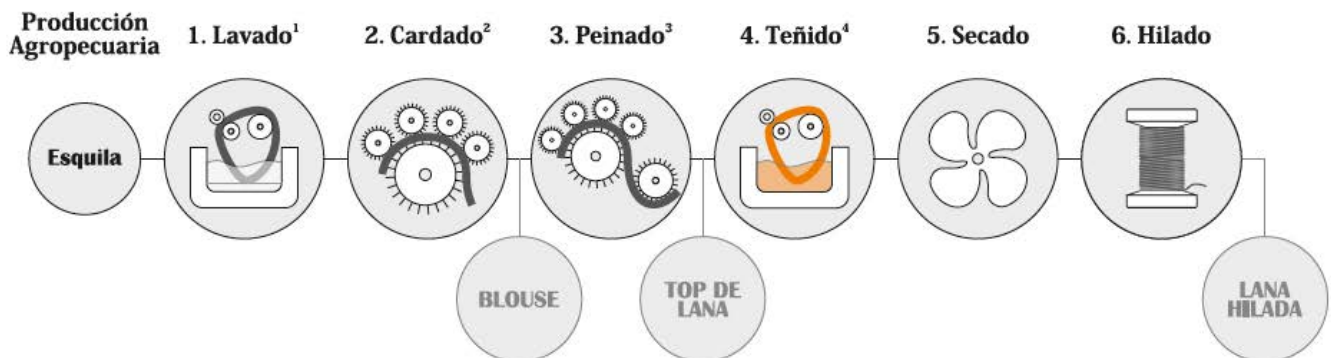 Producción
Agropecuaria
1. Lavado¹
2. Cardado²
3. Peinado³
4. Teñido⁴
5. Secado
6. Hilado
Esquila
BLOUSE
TOP DE
LANA
LANA
HILADA